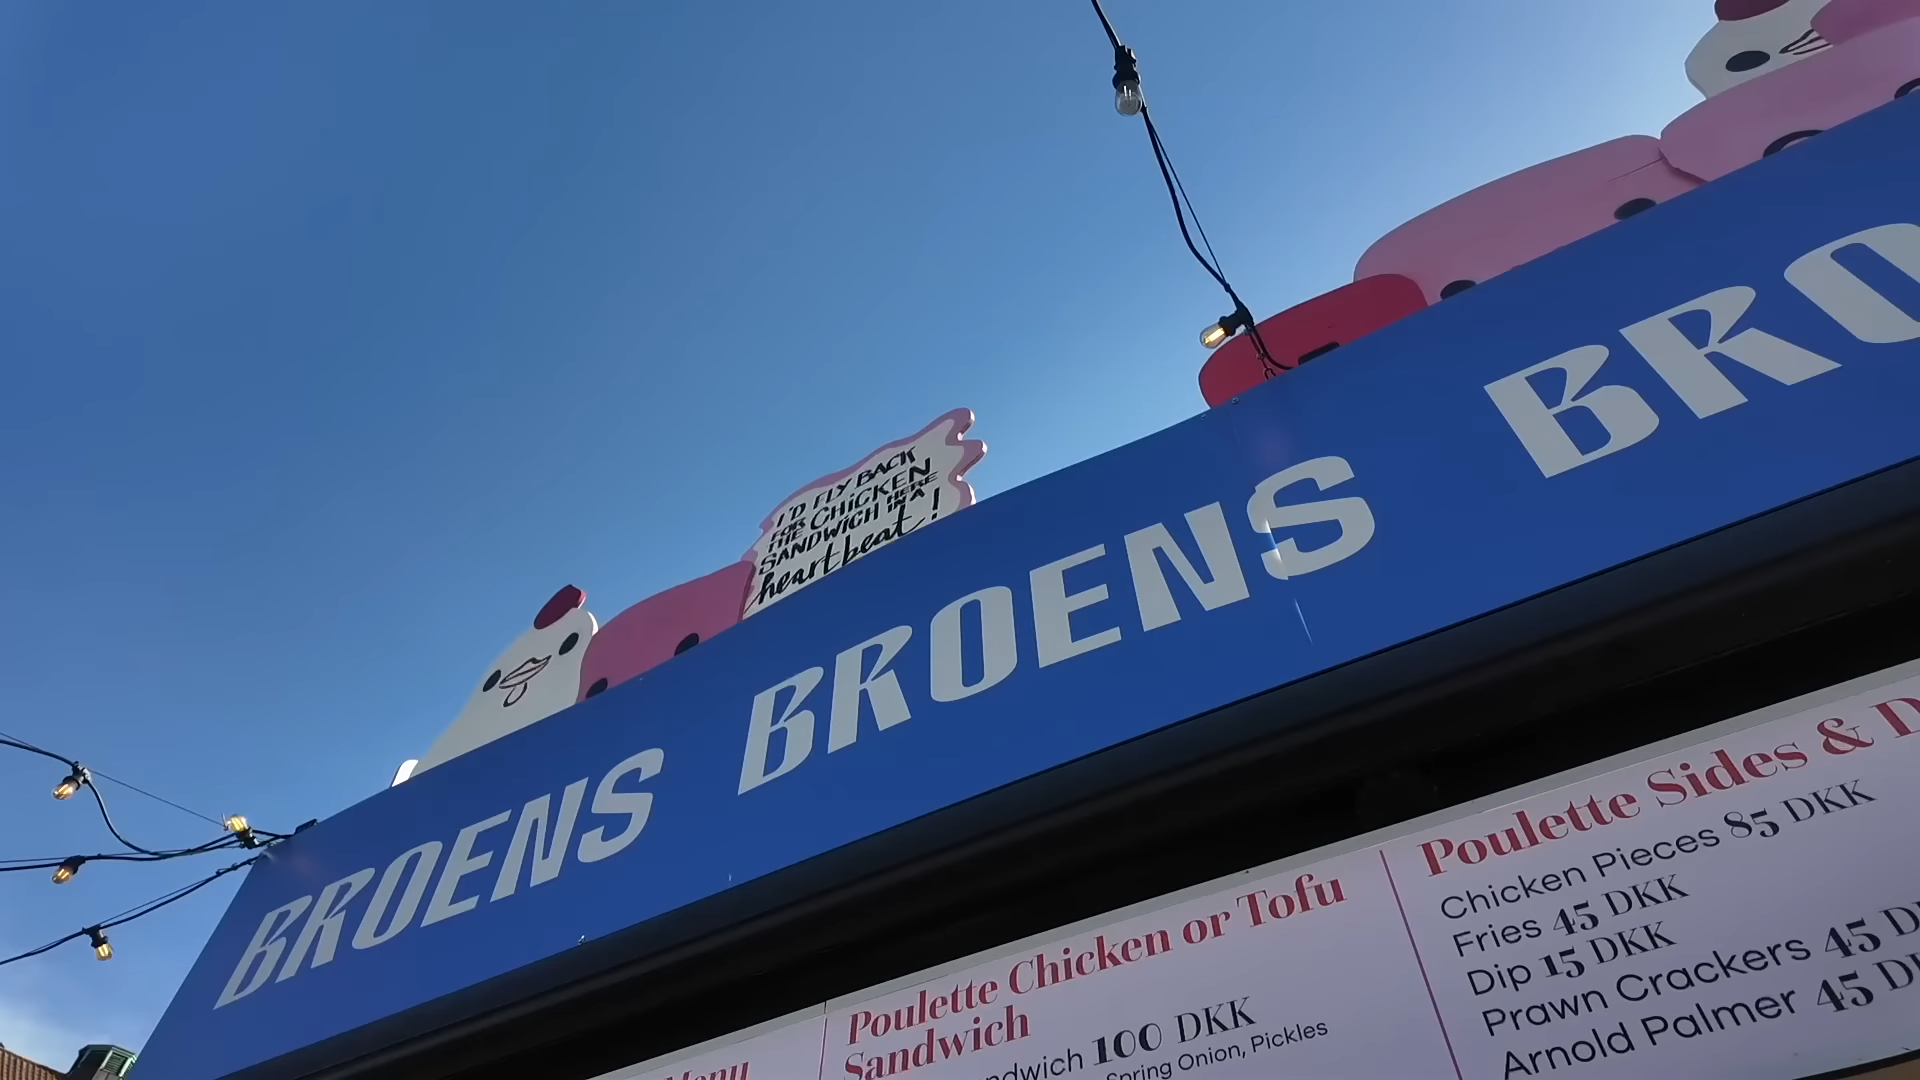 I'D FLY BACK
FOR CHICKEN
THE SANDWICH HERE IN A
heartbeat!
BROENS BROENS BRO
Poulette Sides & D
Chicken Pieces 85 DKK
Fries 45 DKK
Dip 15 DKK
Prawn Crackers 45 D
Arnold Palmer 45 DK
Poulette Chicken or Tofu
Sandwich
ndwich 100 DKK
Spring Onion, Pickles
Menu